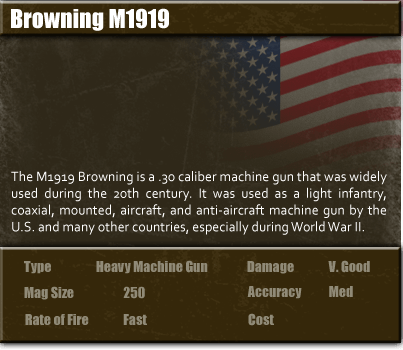 Browning M1919
The M1919 Browning is a .30 caliber machine gun that was widely
used during the 20th century. It was used as a light infantry,
coaxial, mounted, aircraft, and anti-aircraft machine gun by the
U.S. and many other countries, especially during World War II.
Type Heavy Machine Gun Damage V. Good
Mag Size 250 Accuracy Med
Rate of Fire Fast Cost